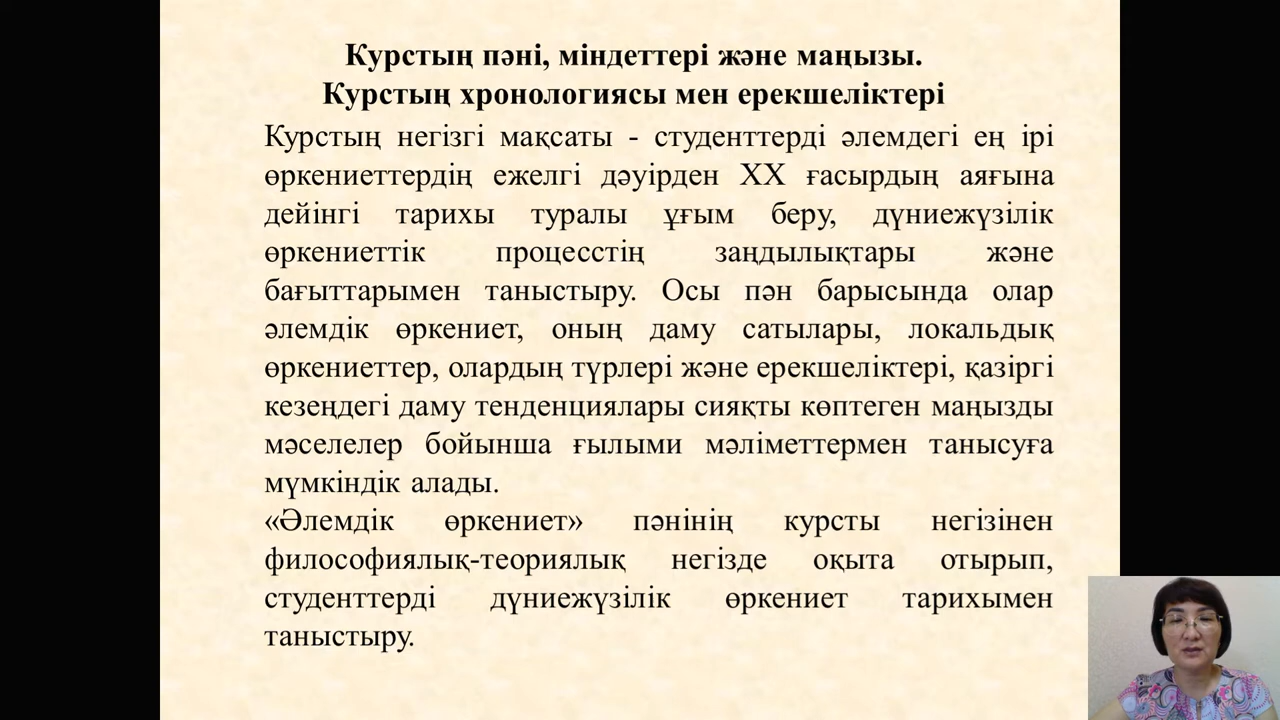 Курстың пәні, міндеттері және маңызы.
Курстың хронологиясы мен ерекшеліктері
Курстың негізгі мақсаты - студенттерді әлемдегі ең ірі
өркениеттердің ежелгі дәуірден ХХ ғасырдың аяғына
дейінгі тарихы туралы ұғым беру, дүниежүзілік
өркениеттік процесстің заңдылықтары және
бағыттарымен таныстыру. Осы пән барысында олар
әлемдік өркениет, оның даму сатылары, локальдық
өркениеттер, олардың түрлері және ерекшеліктері, қазіргі
кезеңдегі даму тенденциялары сияқты көптеген маңызды
мәселелер бойынша ғылыми мәліметтермен танысуға
мүмкіндік алады.
«Әлемдік өркениет» пәнінің курсты негізінен
философиялық-теориялық негізде оқыта отырып,
студенттерді дүниежүзілік өркениет тарихымен
таныстыру.